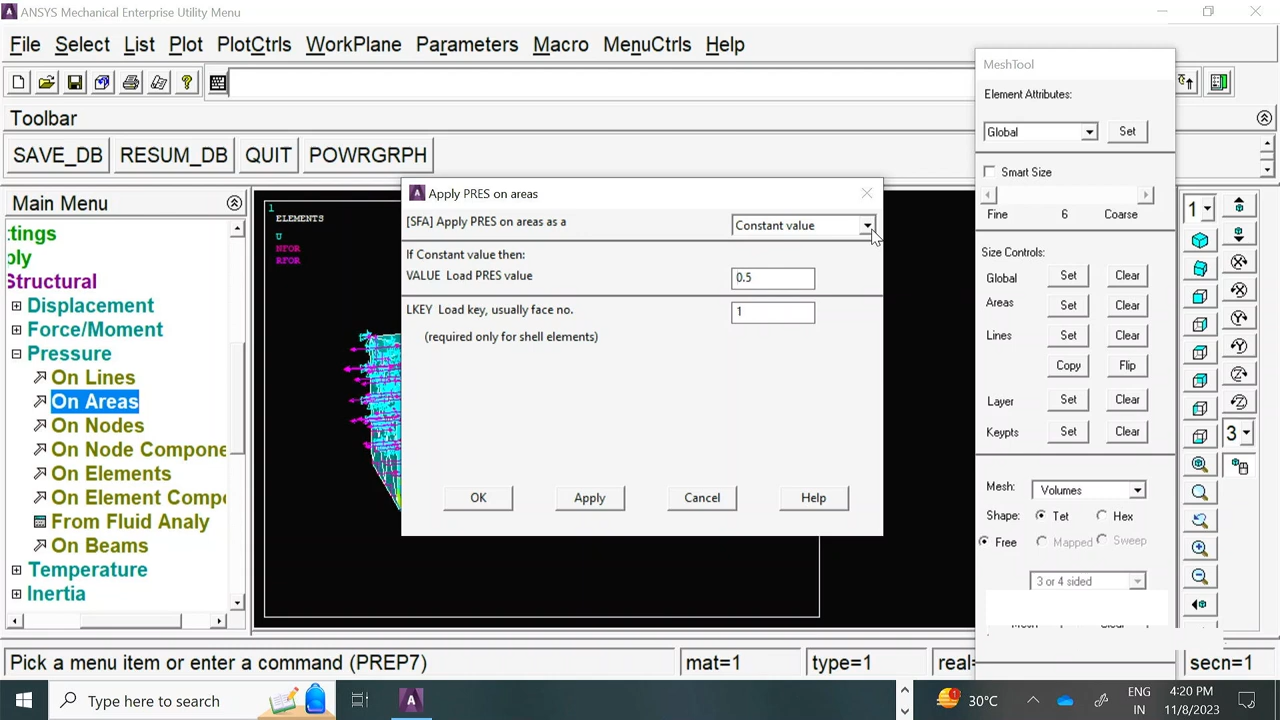 ANSYS Mechanical Enterprise Utility Menu
File Select List Plot PlotCtrls WorkPlane Parameters Macro MenuCtrls Help
Toolbar
SAVE_DB RESUM_DB QUIT POWRGRPH
Main Menu
ttings
ply
Structural
Displacement
Force/Moment
Pressure
On Lines
On Areas
On Nodes
On Node Compone
On Elements
On Element Compo
From Fluid Analy
On Beams
Temperature
Inertia
1
ELEMENTS
U
NFOR
RFOR
Apply PRES on areas
[SFA] Apply PRES on areas as a Constant value
If Constant value then:
VALUE Load PRES value 0.5
LKEY Load key, usually face no. 1
(required only for shell elements)
OK Apply Cancel Help
MeshTool
Element Attributes:
Global Set
Smart Size
Fine 6 Coarse
Size Controls:
Global Set Clear
Areas Set Clear
Lines Set Clear
Copy Flip
Layer Set Clear
Keypts Set Clear
Mesh: Volumes
Shape: Tet Hex
Free Mapped Sweep
3 or 4 sided
1
3
Pick a menu item or enter a command (PREP7) mat=1 type=1 real= secn=1
Type here to search
30°C
ENG
IN
4:20 PM
11/8/2023